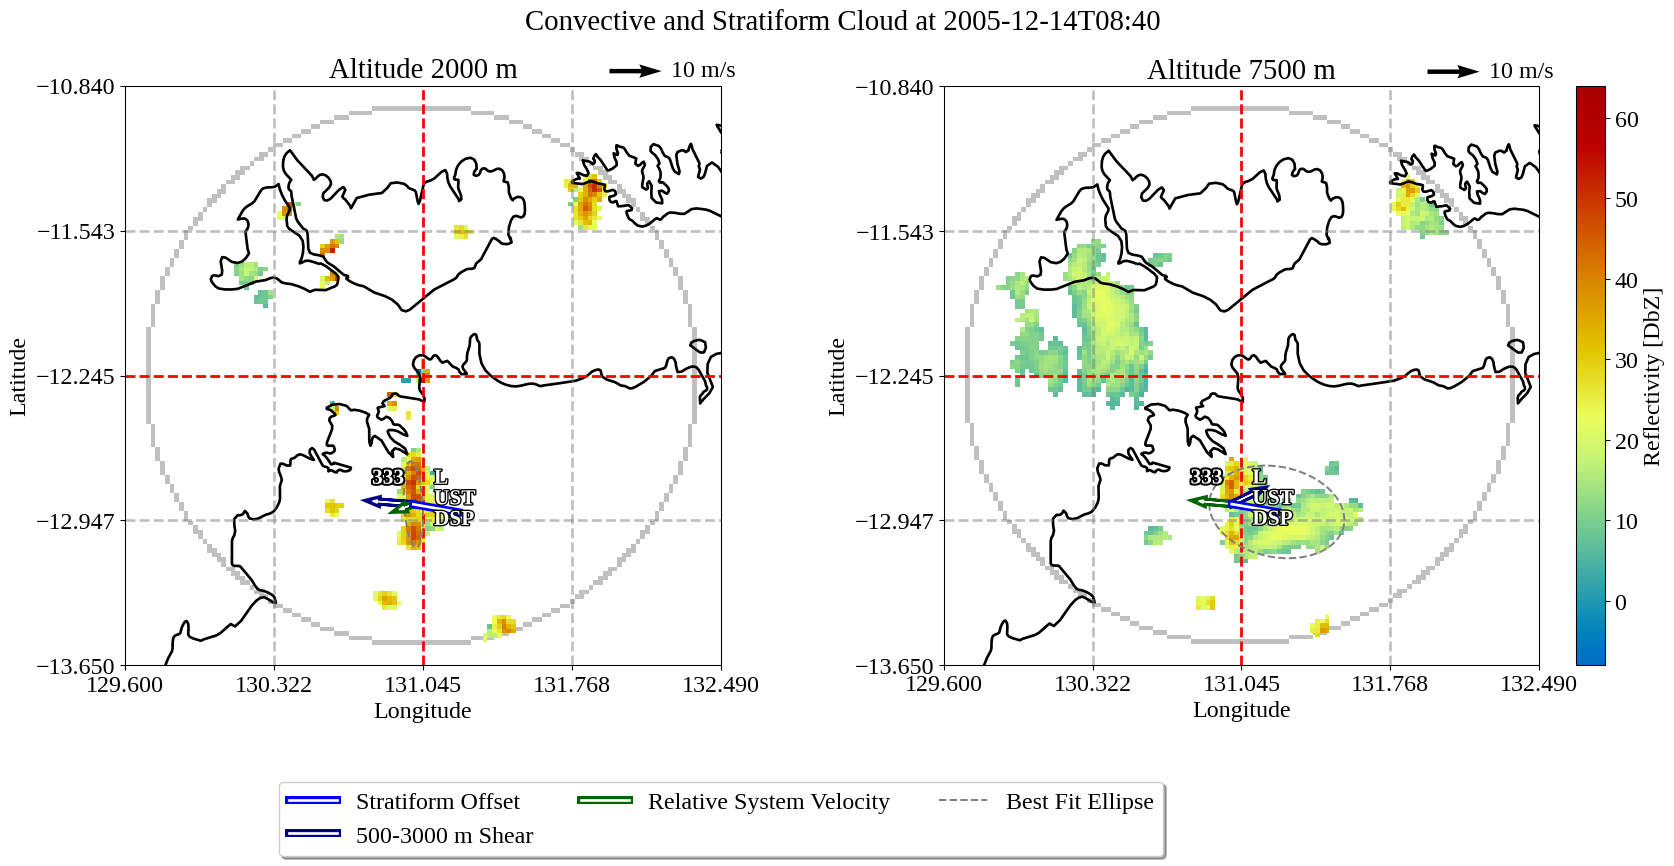 Convective and Stratiform Cloud at 2005-12-14T08:40
Altitude 2000 m
10 m/s
−10.840
−11.543
−12.245
−12.947
−13.650
129.600
130.322
131.045
131.768
132.490
Latitude
Longitude
333
L
UST
DSP
Altitude 7500 m
10 m/s
−10.840
−11.543
−12.245
−12.947
−13.650
129.600
130.322
131.045
131.768
132.490
Latitude
Longitude
333
L
UST
DSP
60
50
40
30
20
10
0
Reflectivity [DbZ]
Stratiform Offset
Relative System Velocity
Best Fit Ellipse
500-3000 m Shear